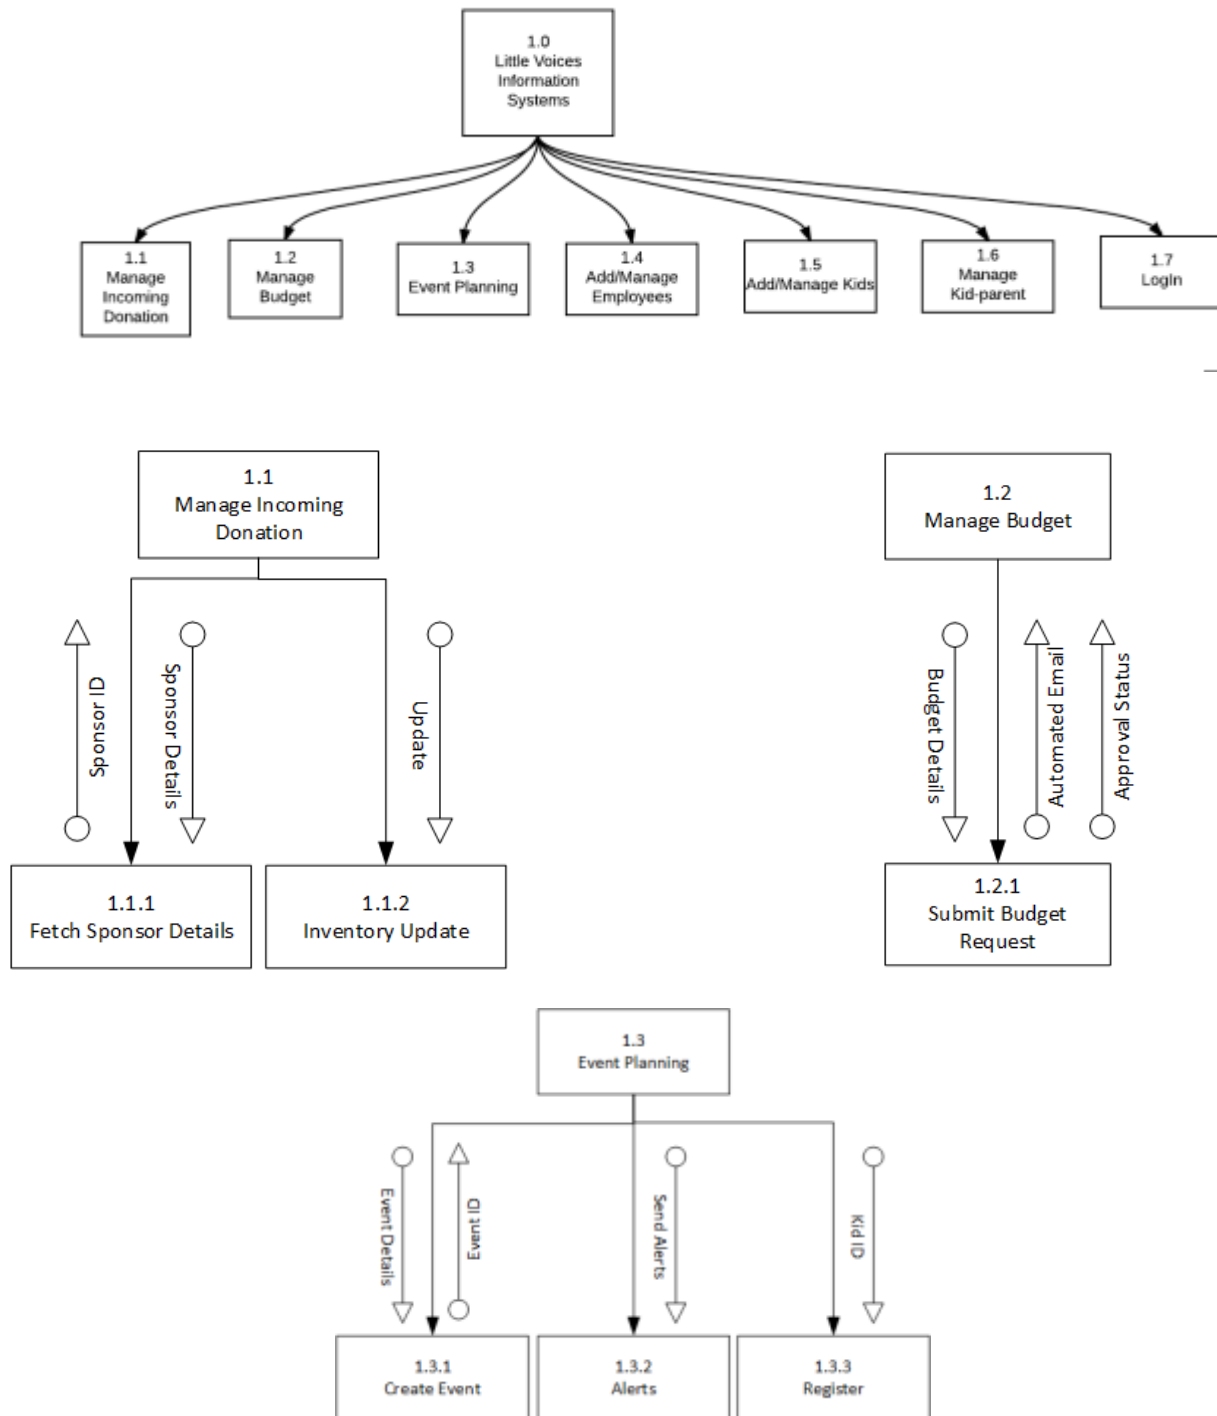 1.0
Little Voices
Information
Systems
1.1
Manage
Incoming
Donation
1.2
Manage
Budget
1.3
Event Planning
1.4
Add/Manage
Employees
1.5
Add/Manage Kids
1.6
Manage
Kid-parent
1.7
LogIn
1.1
Manage Incoming
Donation
Sponsor ID
Sponsor Details
Update
1.1.1
Fetch Sponsor Details
1.1.2
Inventory Update
1.2
Manage Budget
Budget Details
Automated Email
Approval Status
1.2.1
Submit Budget
Request
1.3
Event Planning
Event Details
Event ID
Send Alerts
Kid ID
1.3.1
Create Event
1.3.2
Alerts
1.3.3
Register